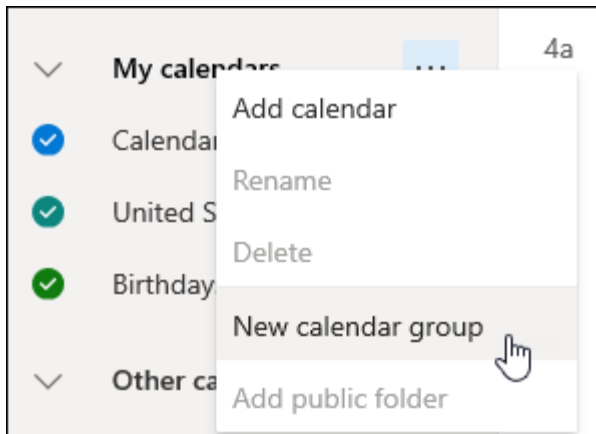 My calendars ...
4a
Add calendar
Calendar
Rename
United S
Delete
Birthday
New calendar group
Other ca
Add public folder